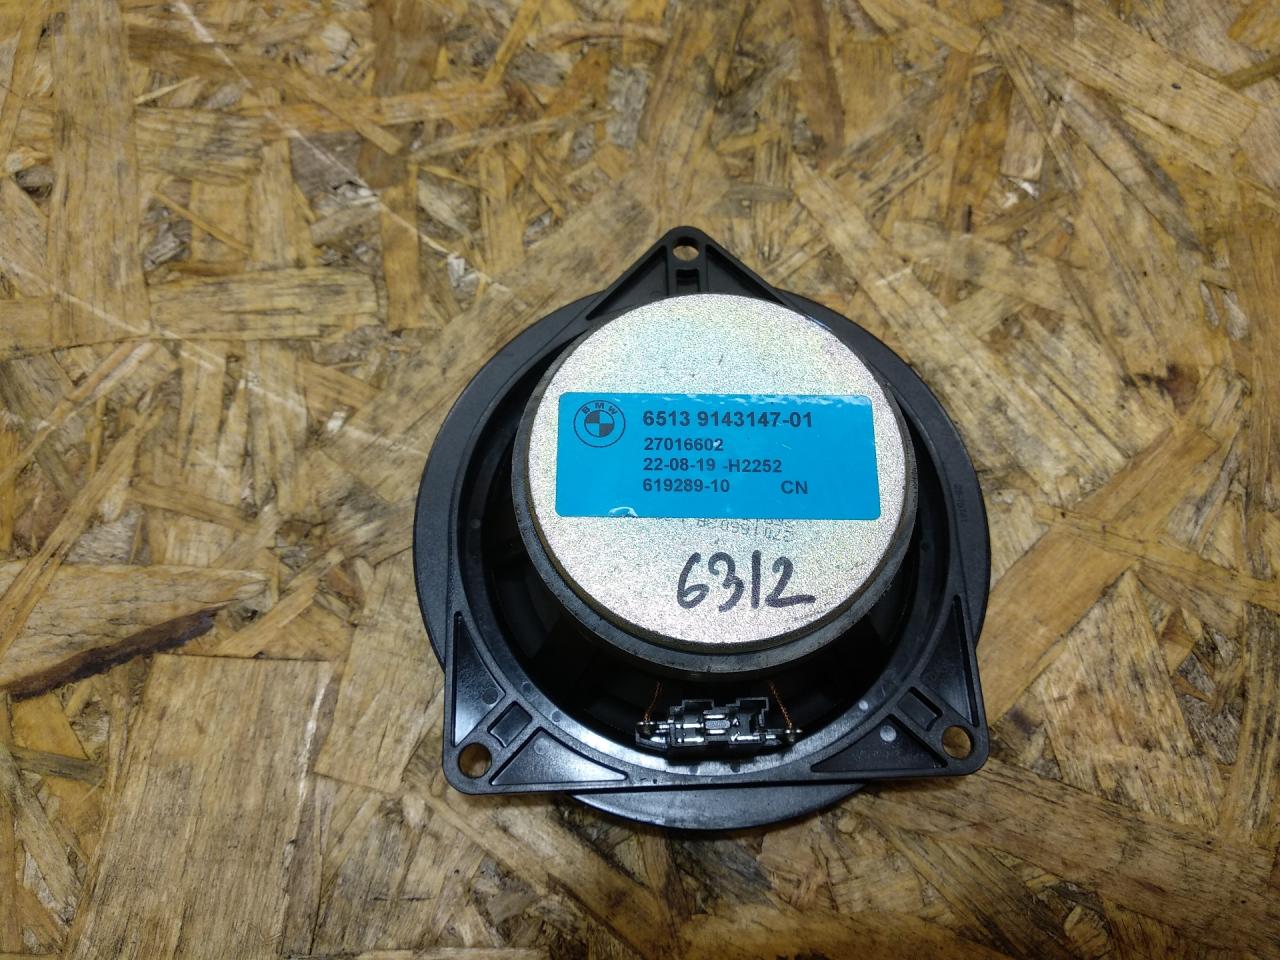 BMW
6513 9143147-01
27016602
22-08-19 -H2252
619289-10 CN
6312